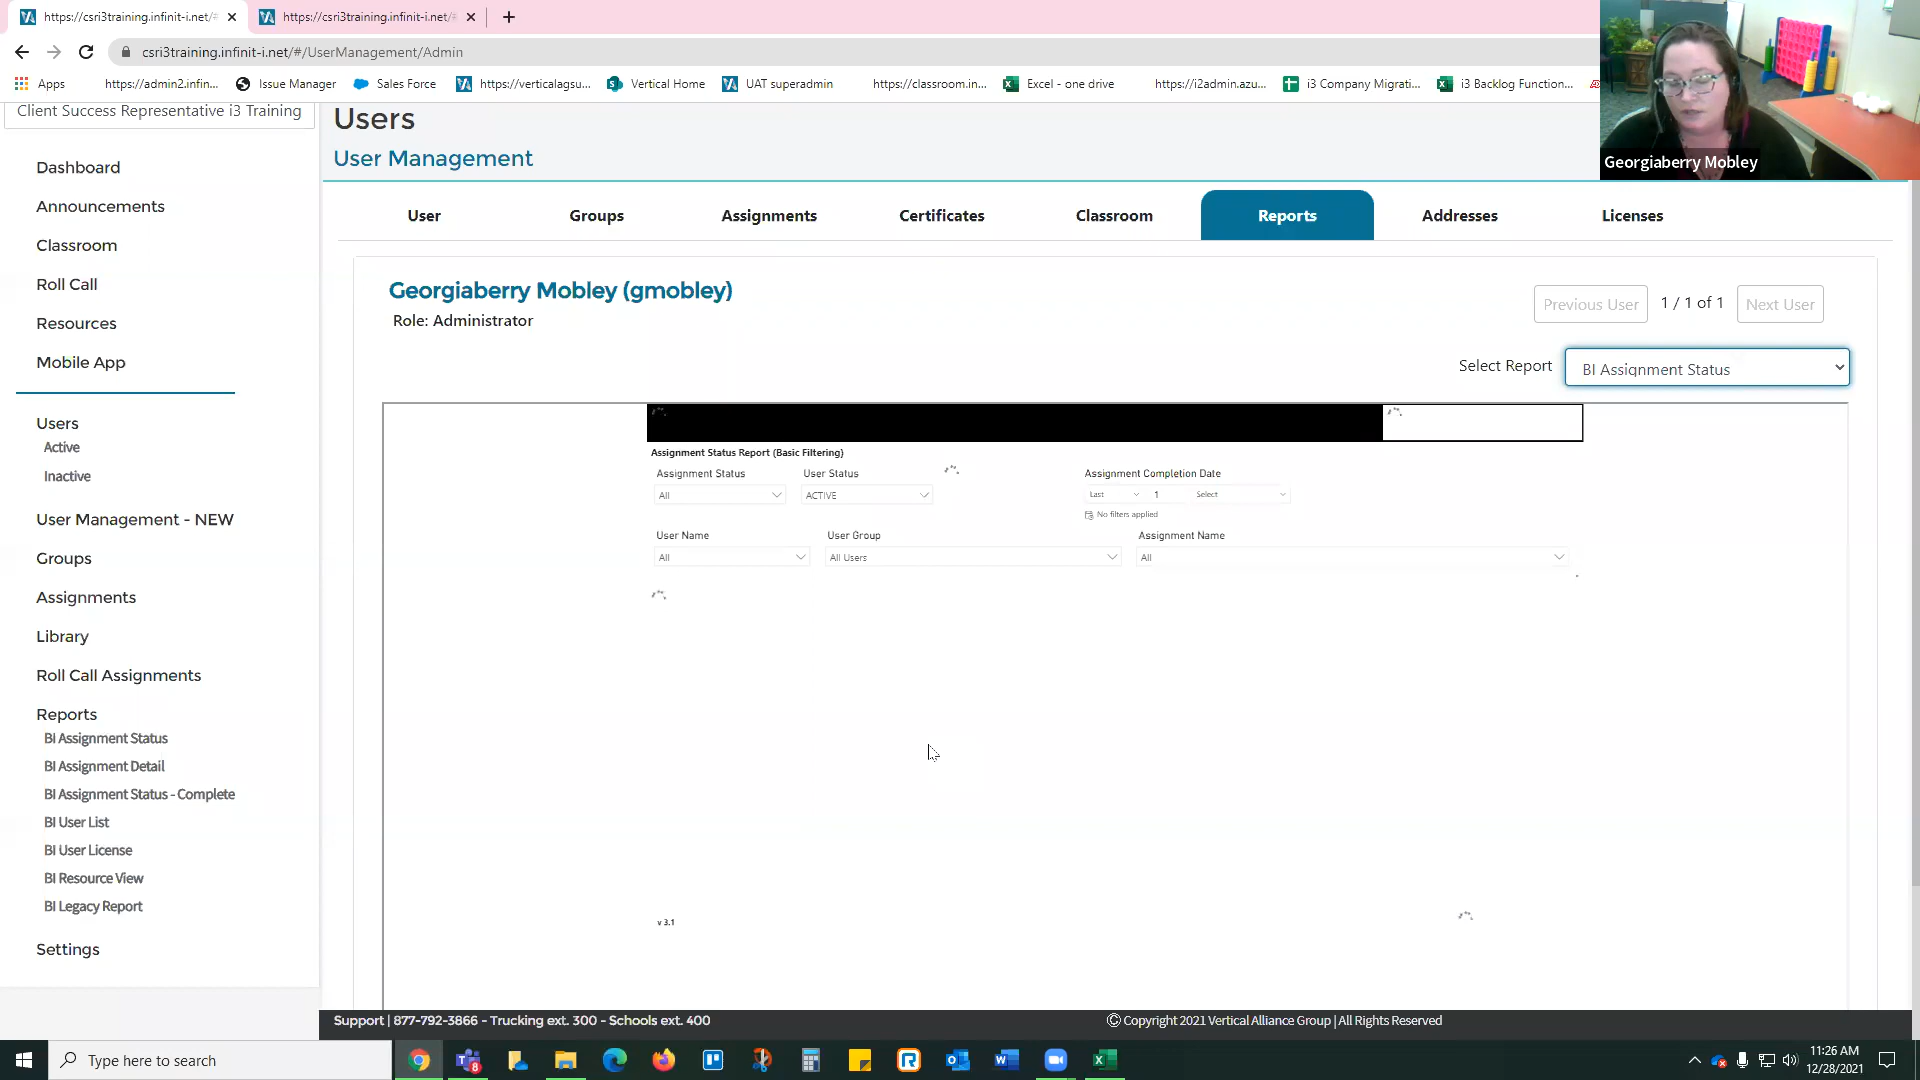 https://csri3training.infinit-i.net/#
https://csri3training.infinit-i.net/#
csri3training.infinit-i.net/#/UserManagement/Admin
Apps
https://admin2.infin...
Issue Manager
Sales Force
https://verticalagsu...
Vertical Home
UAT superadmin
https://classroom.in...
Excel - one drive
https://i2admin.azu...
i3 Company Migrati...
i3 Backlog Function...
Georgiaberry Mobley
Client Success Representative i3 Training
Dashboard
Announcements
Classroom
Roll Call
Resources
Mobile App
Users
Active
Inactive
User Management - NEW
Groups
Assignments
Library
Roll Call Assignments
Reports
BI Assignment Status
BI Assignment Detail
BI Assignment Status - Complete
BI User List
BI User License
BI Resource View
BI Legacy Report
Settings
Users
User Management
User
Groups
Assignments
Certificates
Classroom
Reports
Addresses
Licenses
Georgiaberry Mobley (gmobley)
Role: Administrator
Previous User
1 / 1 of 1
Next User
Select Report
BI Assignment Status
Assignment Status Report (Basic Filtering)
Assignment Status
User Status
Assignment Completion Date
All
ACTIVE
Last
1
Select
No filters applied
User Name
User Group
Assignment Name
All
All Users
All
v 3.1
Support | 877-792-3866 - Trucking ext. 300 - Schools ext. 400
© Copyright 2021 Vertical Alliance Group | All Rights Reserved
Type here to search
8
11:26 AM
12/28/2021